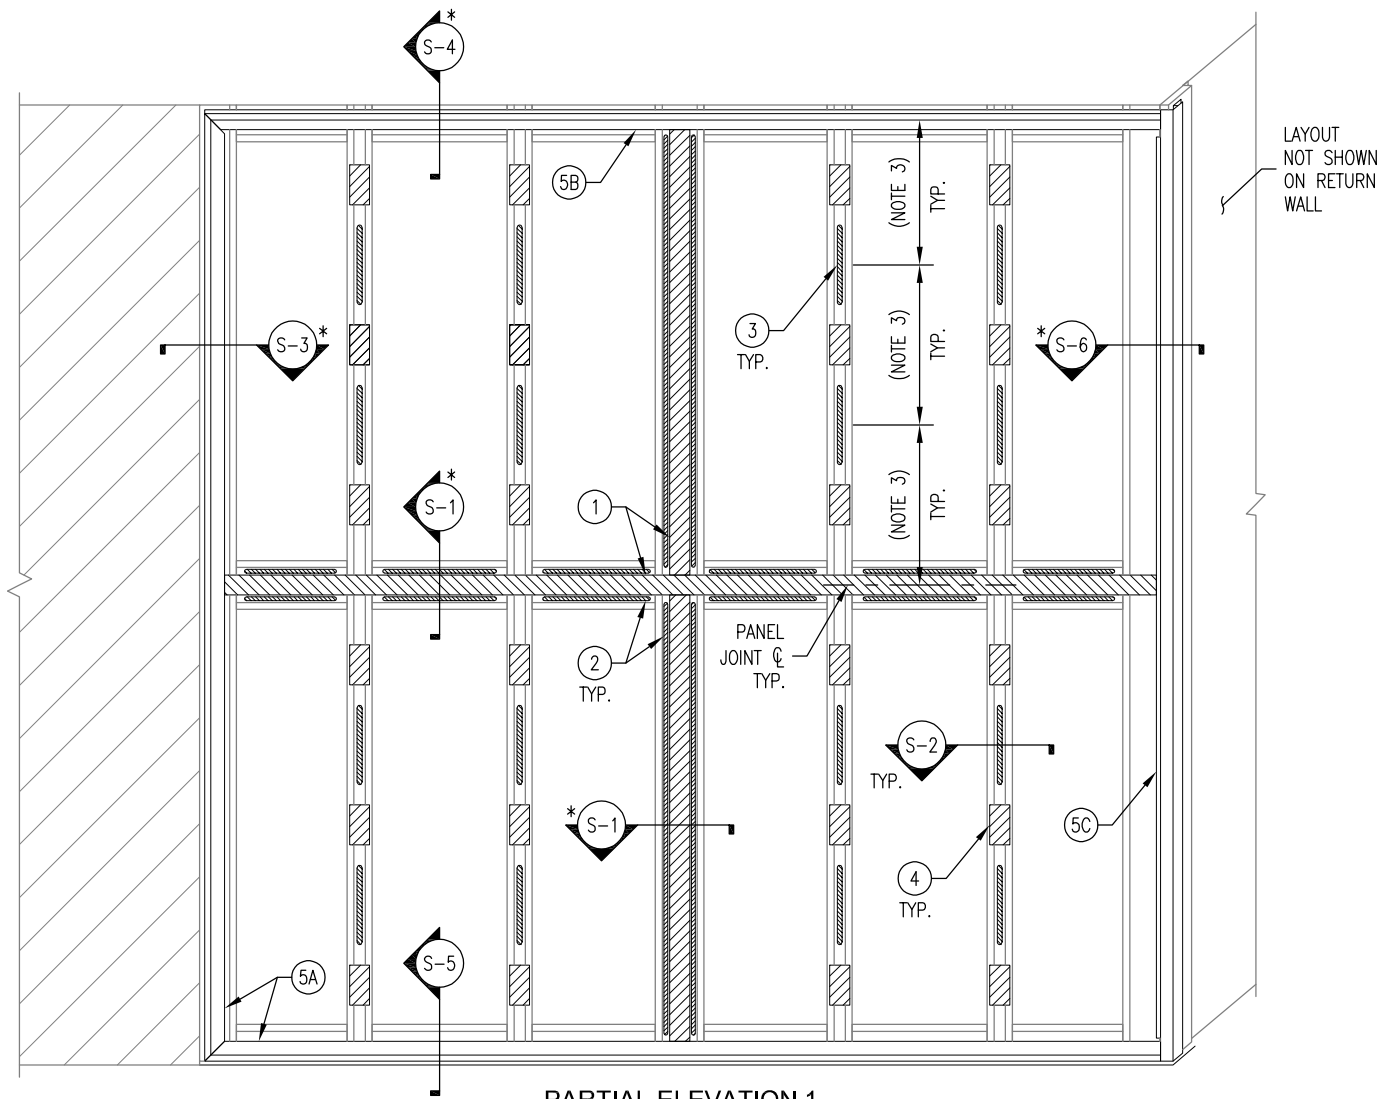 *
S-4
LAYOUT
NOT SHOWN
ON RETURN
WALL
5B
(NOTE 3)
TYP.
3
TYP.
(NOTE 3)
TYP.
S-3
*
*
S-6
*
S-1
1
(NOTE 3)
TYP.
2
TYP.
PANEL
JOINT ℄
TYP.
S-2
TYP.
*
S-1
5C
4
TYP.
S-5
5A
PARTIAL ELEVATION 1